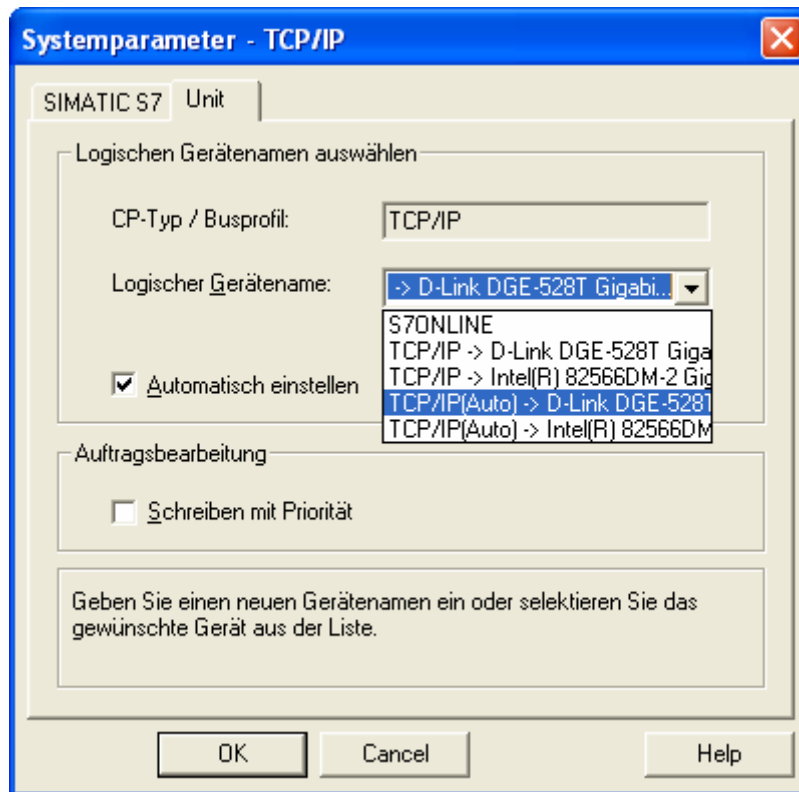 Systemparameter - TCP/IP
SIMATIC S7 Unit
Logischen Gerätenamen auswählen
CP-Typ / Busprofil: TCP/IP
Logischer Gerätename: -> D-Link DGE-528T Gigabi...
S7ONLINE
TCP/IP -> D-Link DGE-528T Giga
TCP/IP -> Intel(R) 82566DM-2 Gig
Automatisch einstellen
TCP/IP(Auto) -> D-Link DGE-528T
TCP/IP(Auto) -> Intel(R) 82566DM
Auftragsbearbeitung
Schreiben mit Priorität
Geben Sie einen neuen Gerätenamen ein oder selektieren Sie das
gewünschte Gerät aus der Liste.
OK Cancel Help